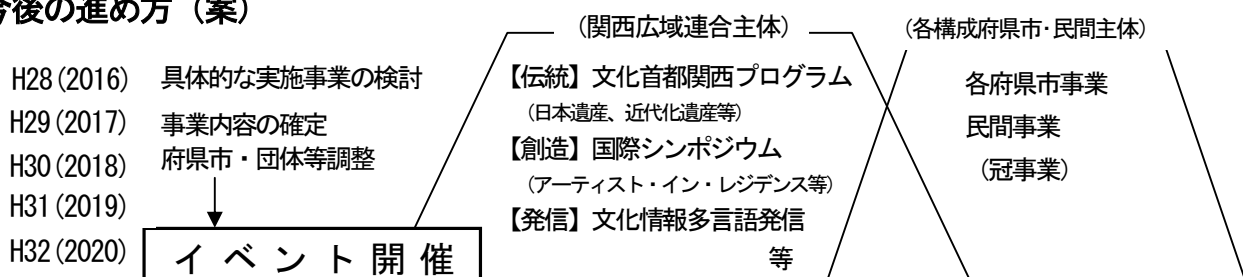 今後の進め方（案）
H28(2016) 具体的な実施事業の検討
H29(2017) 事業内容の確定
H30(2018) 府県市・団体等調整
H31(2019)
H32(2020) イベント開催
（関西広域連合主体）
【伝統】文化首都関西プログラム
（日本遺産、近代化遺産等）
【創造】国際シンポジウム
（アーティスト・イン・レジデンス等）
【発信】文化情報多言語発信
等
（各構成府県市・民間主体）
各府県市事業
民間事業
（冠事業）